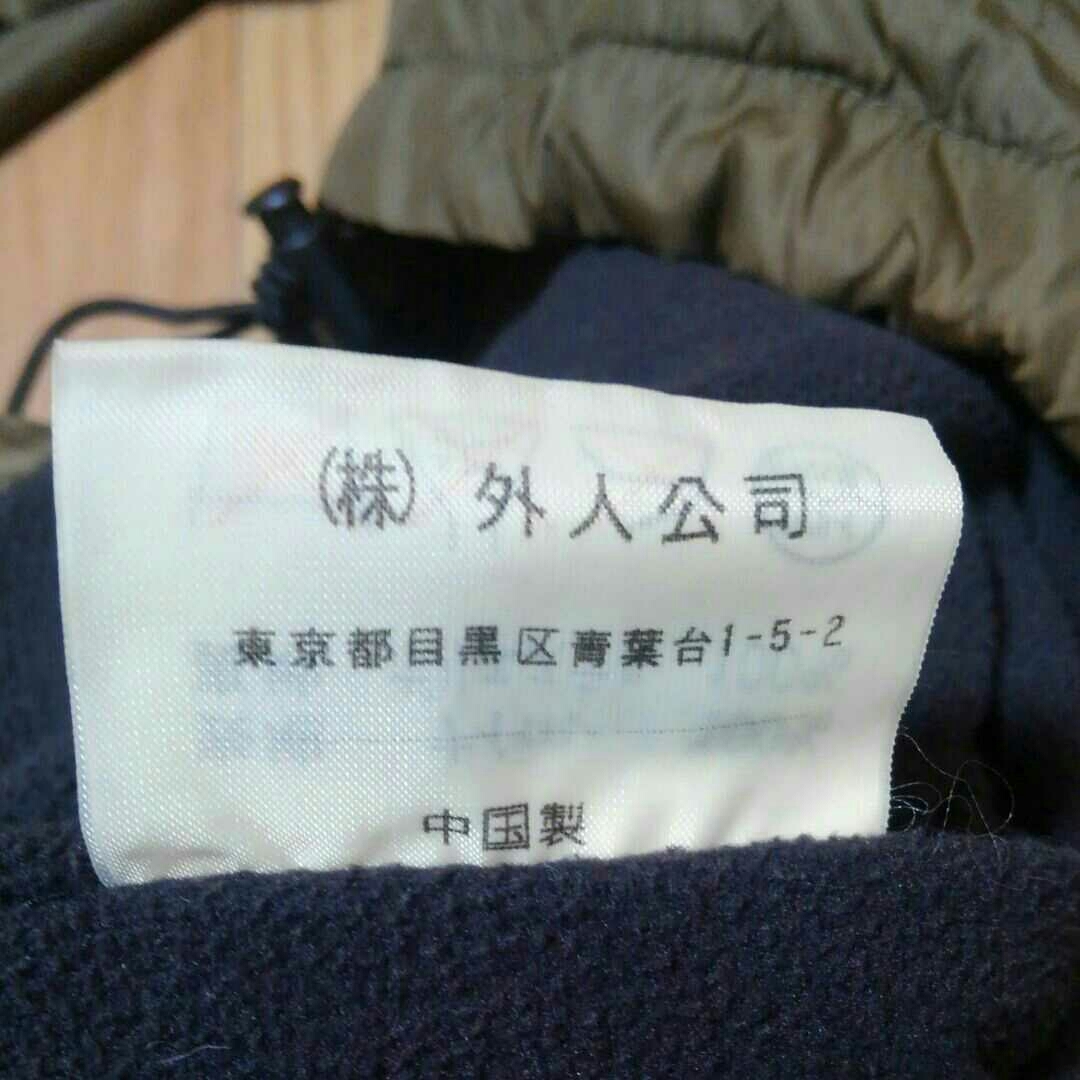 (株) 外人公司
東京都目黒区青葉台1-5-2
中国製